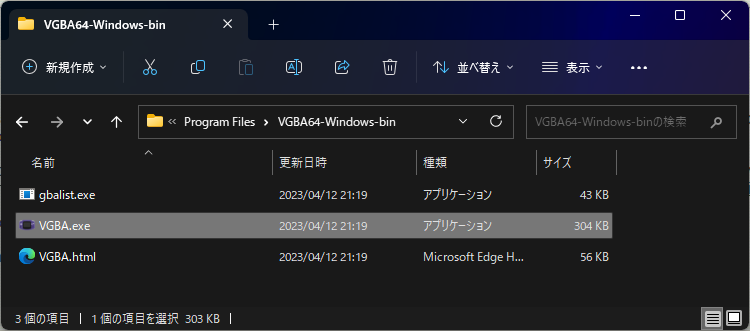 VGBA64-Windows-bin
新規作成
並べ替え
表示
Program Files
VGBA64-Windows-bin
VGBA64-Windows-binの検索
名前 更新日時 種類 サイズ
gbalist.exe 2023/04/12 21:19 アプリケーション 43 KB
VGBA.exe 2023/04/12 21:19 アプリケーション 304 KB
VGBA.html 2023/04/12 21:19 Microsoft Edge H... 56 KB
3 個の項目 1 個の項目を選択 303 KB